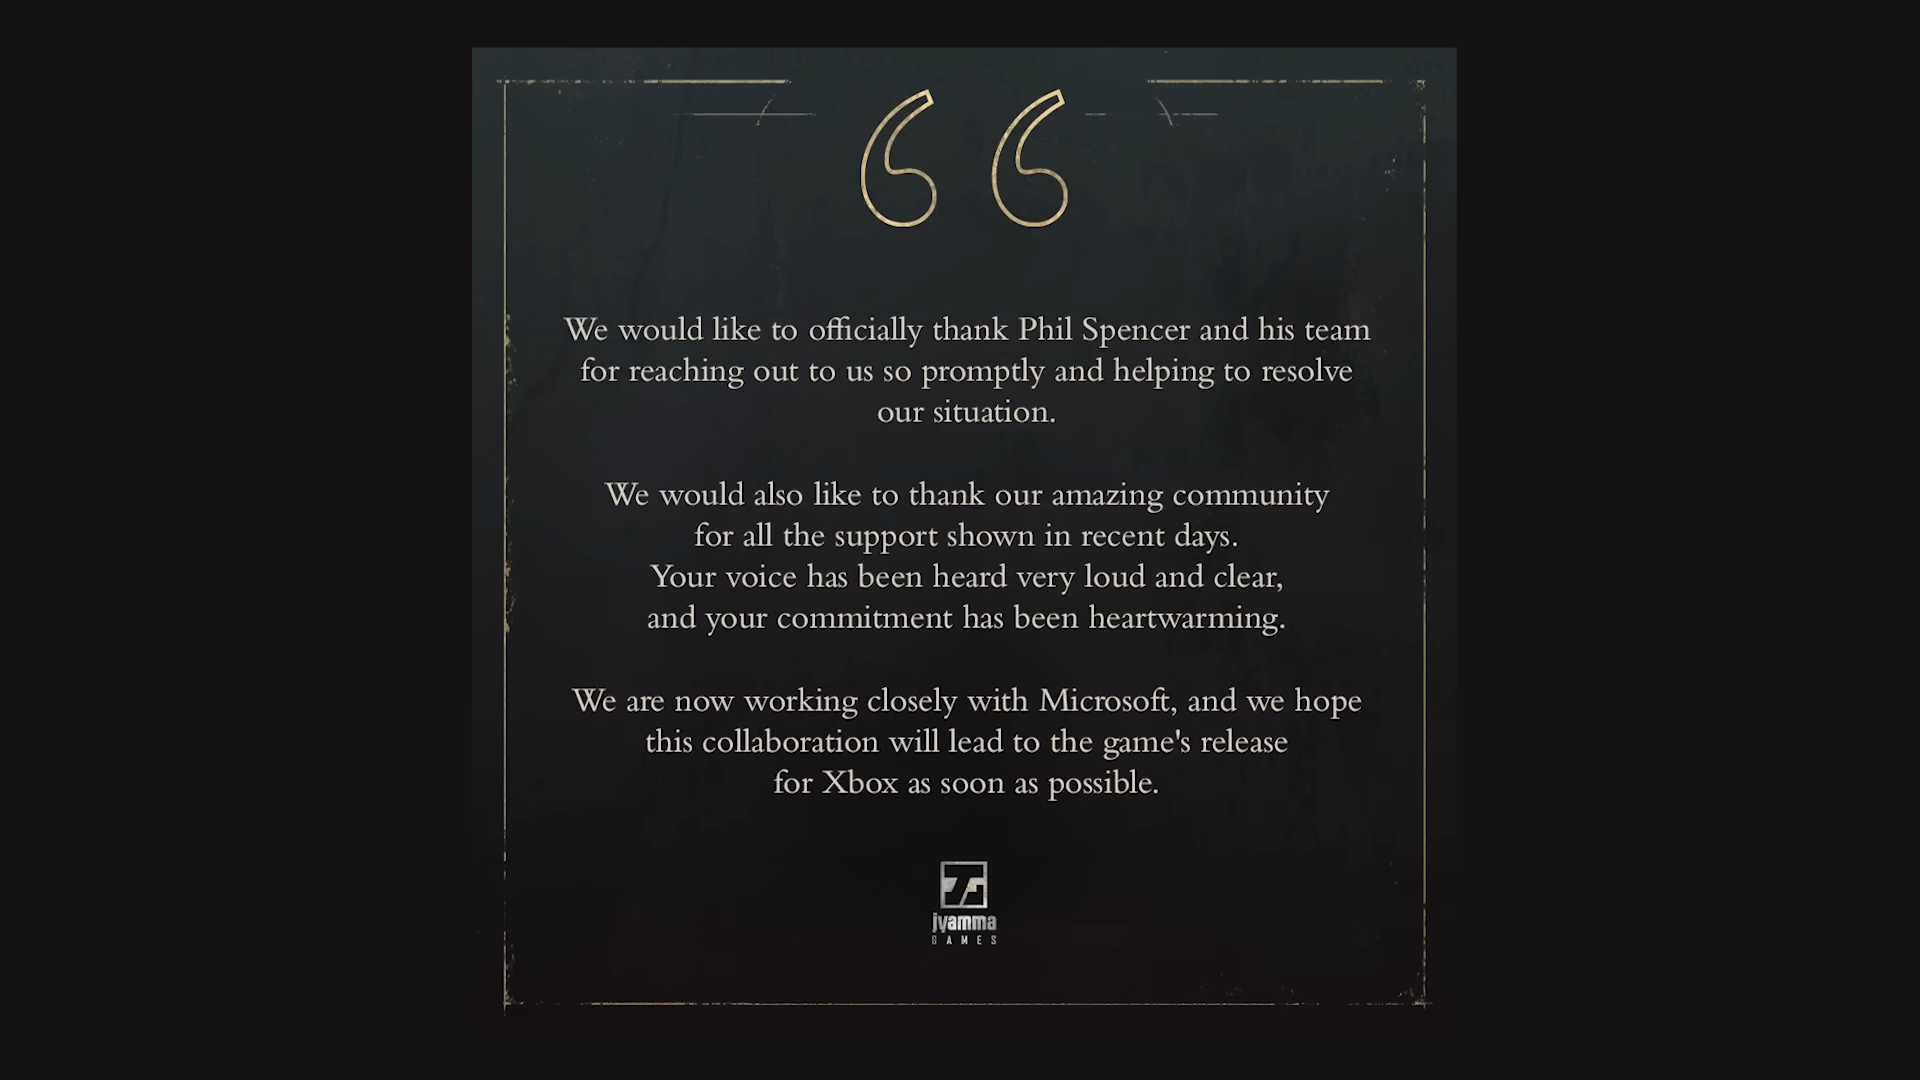 We would like to officially thank Phil Spencer and his team
for reaching out to us so promptly and helping to resolve
our situation.
We would also like to thank our amazing community
for all the support shown in recent days.
Your voice has been heard very loud and clear,
and your commitment has been heartwarming.
We are now working closely with Microsoft, and we hope
this collaboration will lead to the game's release
for Xbox as soon as possible.
jyamma
GAMES